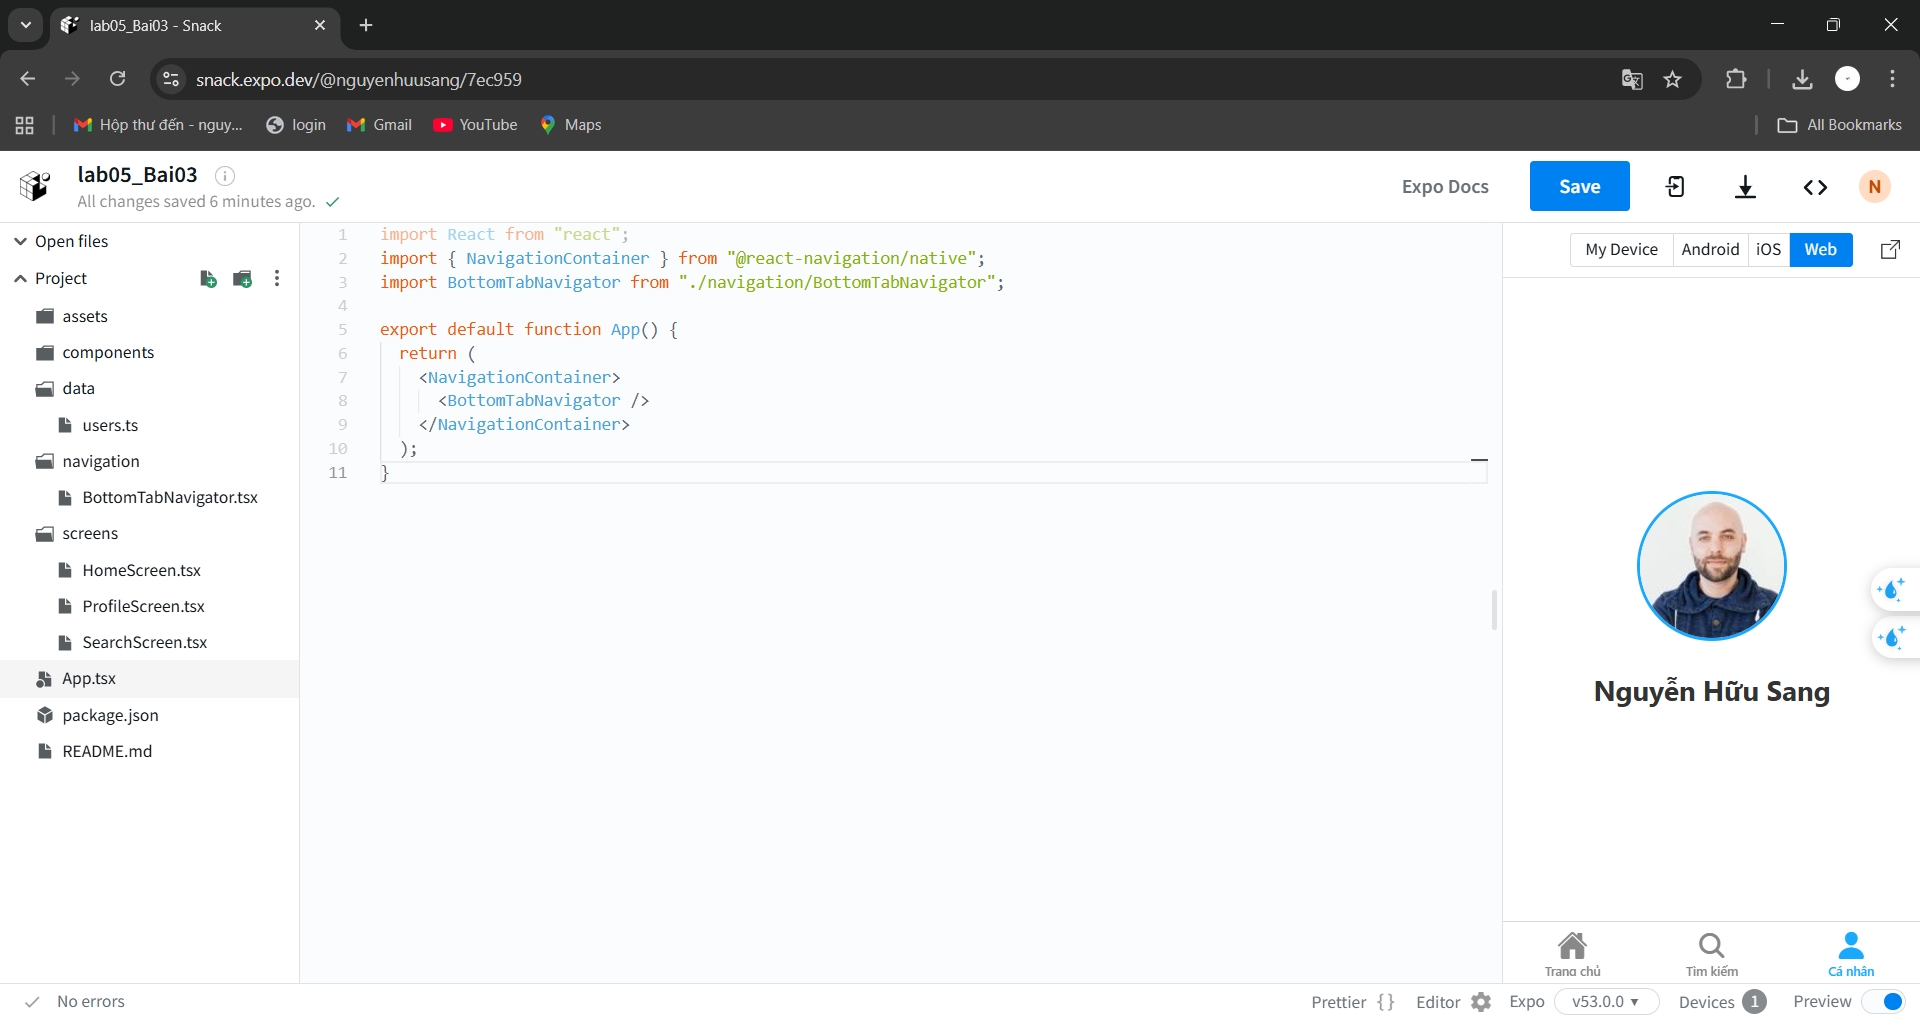 lab05_Bai03 - Snack
snack.expo.dev/@nguyenhuusang/7ec959
Hộp thư đến - nguy...
login
Gmail
YouTube
Maps
All Bookmarks
lab05_Bai03
All changes saved 6 minutes ago.
Expo Docs
Save
N
Open files
Project
assets
components
data
users.ts
navigation
BottomTabNavigator.tsx
screens
HomeScreen.tsx
ProfileScreen.tsx
SearchScreen.tsx
App.tsx
package.json
README.md
1 import React from "react";
2 import { NavigationContainer } from "@react-navigation/native";
3 import BottomTabNavigator from "./navigation/BottomTabNavigator";
4
5 export default function App() {
6 return (
7 <NavigationContainer>
8 <BottomTabNavigator />
9 </NavigationContainer>
10 );
11 }
My Device
Android
iOS
Web
Nguyễn Hữu Sang
Trang chủ
Tìm kiếm
Cá nhân
No errors
Prettier { }
Editor
Expo
v53.0.0
Devices 1
Preview